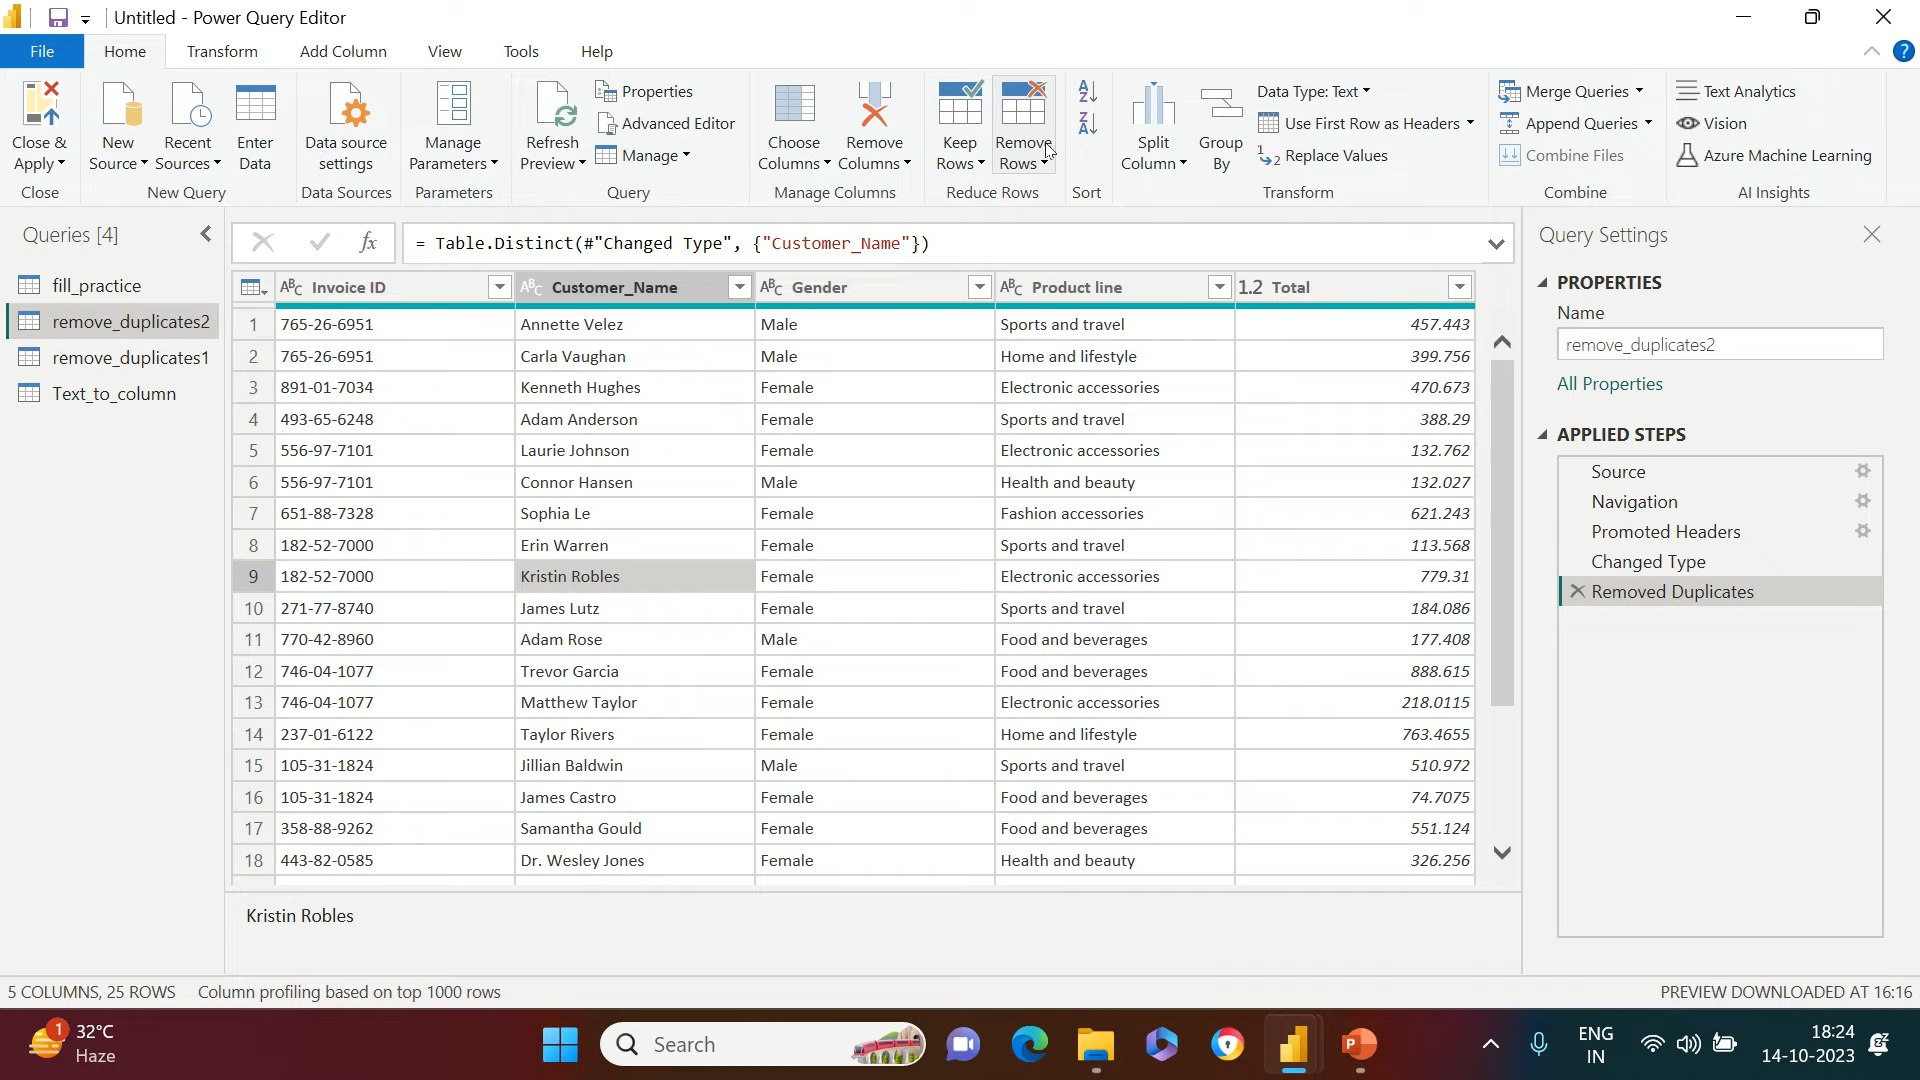 Untitled - Power Query Editor
File Home Transform Add Column View Tools Help
Close & Apply
New Source
Recent Sources
Enter Data
Data source settings
Manage Parameters
Refresh Preview
Properties
Advanced Editor
Manage
Choose Columns
Remove Columns
Keep Rows
Remove Rows
Split Column
Group By
Data Type: Text
Use First Row as Headers
Replace Values
Merge Queries
Append Queries
Combine Files
Text Analytics
Vision
Azure Machine Learning
Close New Query Data Sources Parameters Query Manage Columns Reduce Rows Sort Transform Combine AI Insights
Queries [4]
fill_practice
remove_duplicates2
remove_duplicates1
Text_to_column
= Table.Distinct(#"Changed Type", {"Customer_Name"})
Invoice ID Customer_Name Gender Product line 1.2 Total
1 765-26-6951 Annette Velez Male Sports and travel 457.443
2 765-26-6951 Carla Vaughan Male Home and lifestyle 399.756
3 891-01-7034 Kenneth Hughes Female Electronic accessories 470.673
4 493-65-6248 Adam Anderson Female Sports and travel 388.29
5 556-97-7101 Laurie Johnson Female Electronic accessories 132.762
6 556-97-7101 Connor Hansen Male Health and beauty 132.027
7 651-88-7328 Sophia Le Female Fashion accessories 621.243
8 182-52-7000 Erin Warren Female Sports and travel 113.568
9 182-52-7000 Kristin Robles Female Electronic accessories 779.31
10 271-77-8740 James Lutz Female Sports and travel 184.086
11 770-42-8960 Adam Rose Male Food and beverages 177.408
12 746-04-1077 Trevor Garcia Female Food and beverages 888.615
13 746-04-1077 Matthew Taylor Female Electronic accessories 218.0115
14 237-01-6122 Taylor Rivers Female Home and lifestyle 763.4655
15 105-31-1824 Jillian Baldwin Male Sports and travel 510.972
16 105-31-1824 James Castro Female Food and beverages 74.7075
17 358-88-9262 Samantha Gould Female Food and beverages 551.124
18 443-82-0585 Dr. Wesley Jones Female Health and beauty 326.256
Kristin Robles
Query Settings
PROPERTIES
Name
remove_duplicates2
All Properties
APPLIED STEPS
Source
Navigation
Promoted Headers
Changed Type
Removed Duplicates
5 COLUMNS, 25 ROWS Column profiling based on top 1000 rows PREVIEW DOWNLOADED AT 16:16
1 32°C
Haze
Search
ENG
IN
18:24
14-10-2023